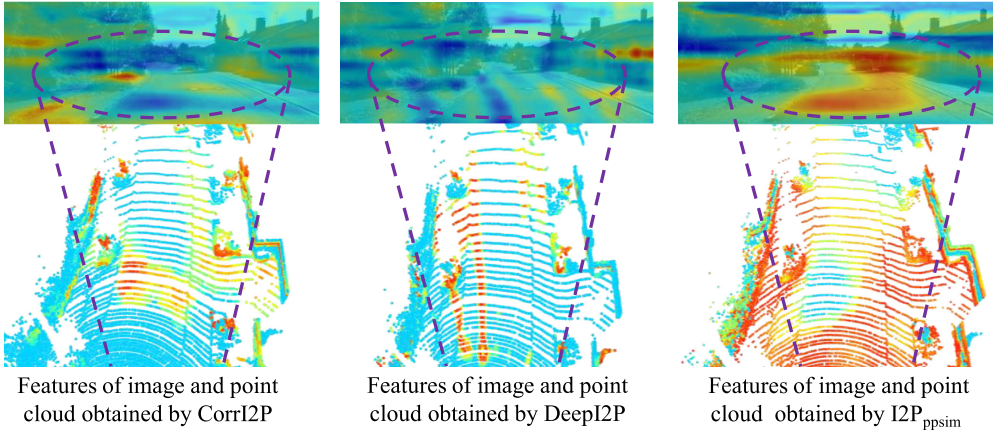 Features of image and point
cloud obtained by CorrI2P
Features of image and point
cloud obtained by DeepI2P
Features of image and point
cloud  obtained by I2Pppsim